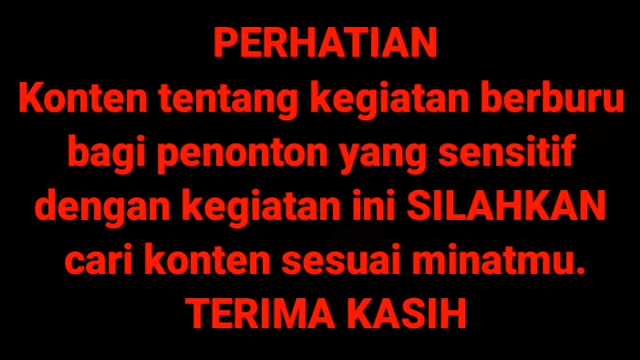 PERHATIAN
Konten tentang kegiatan berburu
bagi penonton yang sensitif
dengan kegiatan ini SILAHKAN
cari konten sesuai minatmu.
TERIMA KASIH